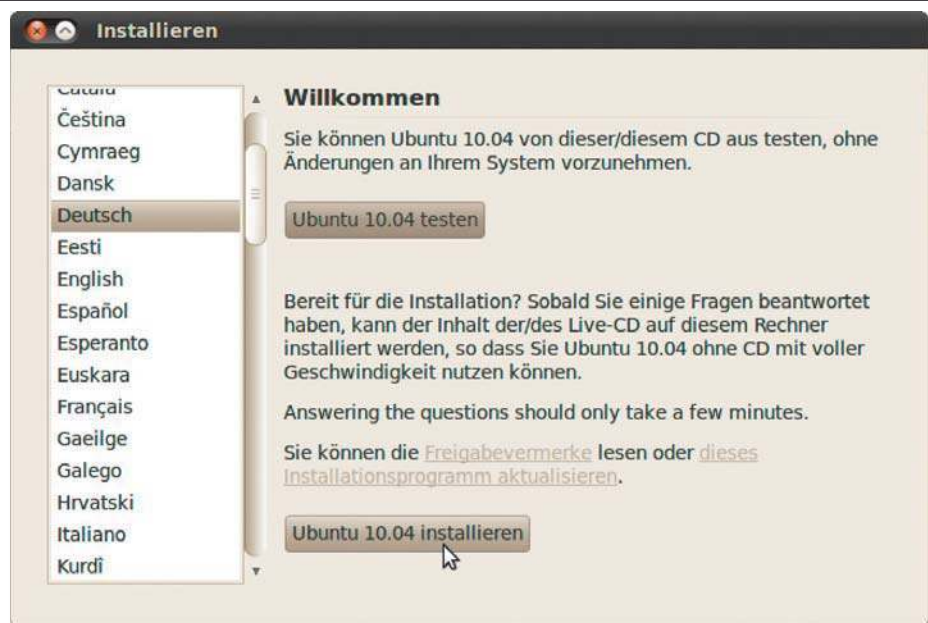 Installieren
Català
Čeština
Cymraeg
Dansk
Deutsch
Eesti
English
Español
Esperanto
Euskara
Français
Gaeilge
Galego
Hrvatski
Italiano
Kurdî
Willkommen
Sie können Ubuntu 10.04 von dieser/diesem CD aus testen, ohne
Änderungen an Ihrem System vorzunehmen.
Ubuntu 10.04 testen
Bereit für die Installation? Sobald Sie einige Fragen beantwortet
haben, kann der Inhalt der/des Live-CD auf diesem Rechner
installiert werden, so dass Sie Ubuntu 10.04 ohne CD mit voller
Geschwindigkeit nutzen können.
Answering the questions should only take a few minutes.
Sie können die Freigabevermerke lesen oder dieses
Installationsprogramm aktualisieren.
Ubuntu 10.04 installieren